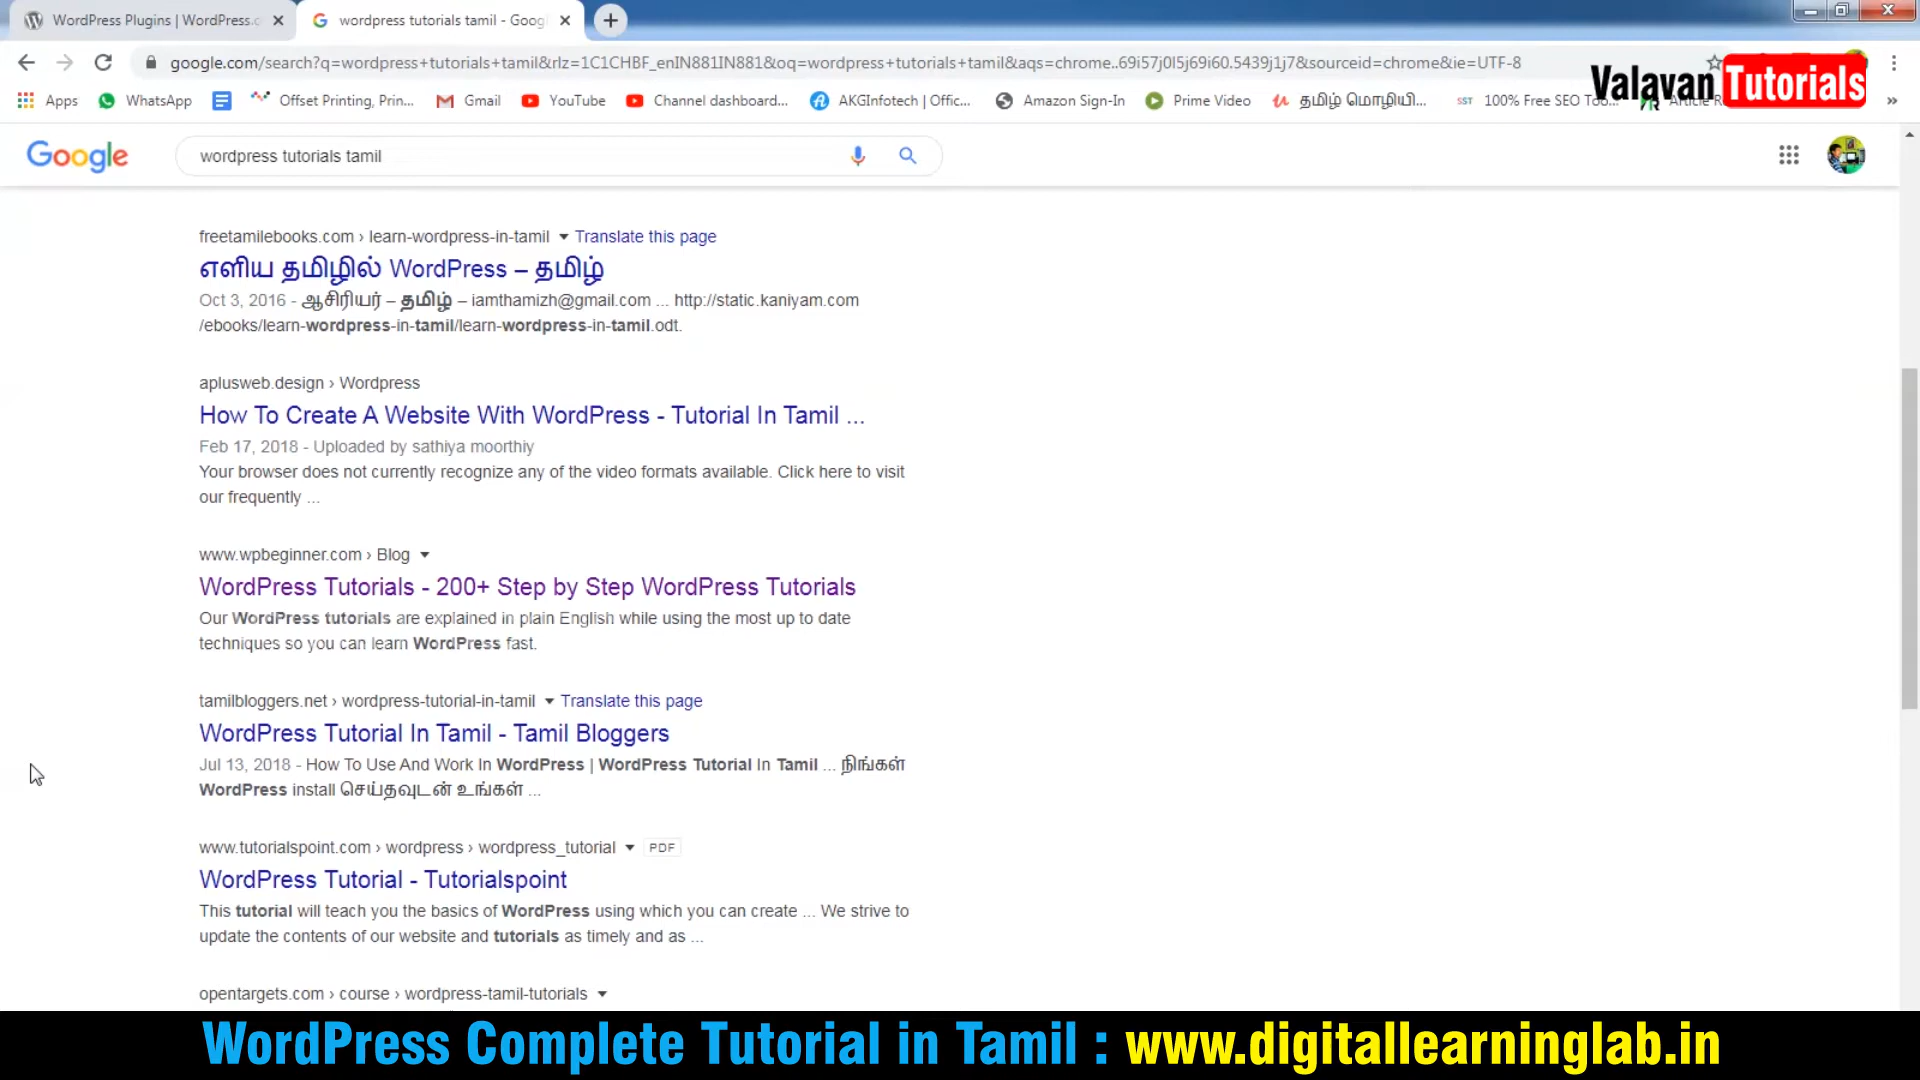 WordPress Plugins | WordPress.
wordpress tutorials tamil - Goog
google.com/search?q=wordpress+tutorials+tamil&rlz=1C1CHBF_enIN881IN881&oq=wordpress+tutorials+tamil&aqs=chrome..69i57j0l5j69i60.5439j1j7&sourceid=chrome&ie=UTF-8
Valavan Tutorials
Apps WhatsApp Offset Printing, Prin... Gmail YouTube Channel dashboard... AKGInfotech | Offic... Amazon Sign-In Prime Video தமிழ் மொழியி... SST 100% Free SEO Too...
Google wordpress tutorials tamil
freetamilebooks.com › learn-wordpress-in-tamil Translate this page
எளிய தமிழில் WordPress – தமிழ்
Oct 3, 2016 - ஆசிரியர் – தமிழ் – iamthamizh@gmail.com ... http://static.kaniyam.com
/ebooks/learn-wordpress-in-tamil/learn-wordpress-in-tamil.odt.
aplusweb.design › Wordpress
How To Create A Website With WordPress - Tutorial In Tamil ...
Feb 17, 2018 - Uploaded by sathiya moorthiy
Your browser does not currently recognize any of the video formats available. Click here to visit
our frequently ...
www.wpbeginner.com › Blog
WordPress Tutorials - 200+ Step by Step WordPress Tutorials
Our WordPress tutorials are explained in plain English while using the most up to date
techniques so you can learn WordPress fast.
tamilbloggers.net › wordpress-tutorial-in-tamil Translate this page
WordPress Tutorial In Tamil - Tamil Bloggers
Jul 13, 2018 - How To Use And Work In WordPress | WordPress Tutorial In Tamil ... நிங்கள்
WordPress install செய்தவுடன் உங்கள் ...
www.tutorialspoint.com › wordpress › wordpress_tutorial PDF
WordPress Tutorial - Tutorialspoint
This tutorial will teach you the basics of WordPress using which you can create ... We strive to
update the contents of our website and tutorials as timely and as ...
opentargets.com › course › wordpress-tamil-tutorials
WordPress Complete Tutorial in Tamil : www.digitallearninglab.in